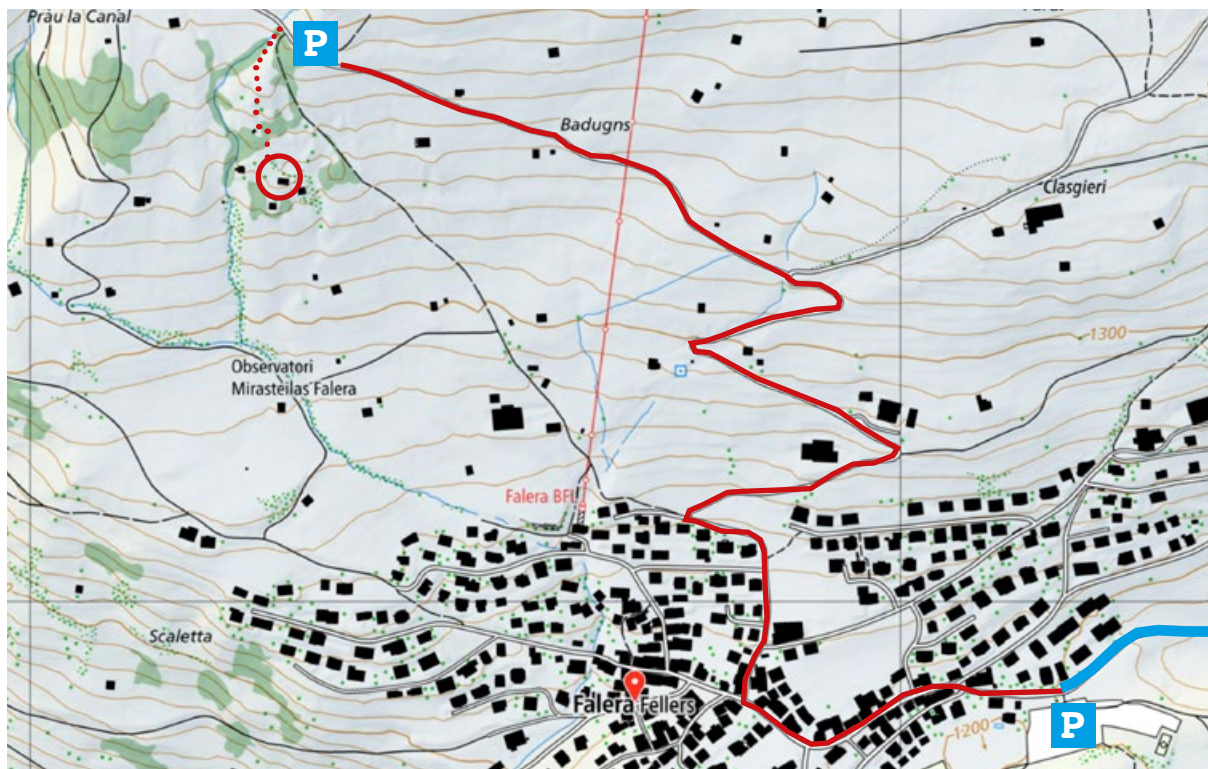 Prau la Canal
P
Badugns
Clasgieri
1300
Observatori
Mirasteilas Falera
Falera BFL
Scaletta
Falera Fellers
P
1200